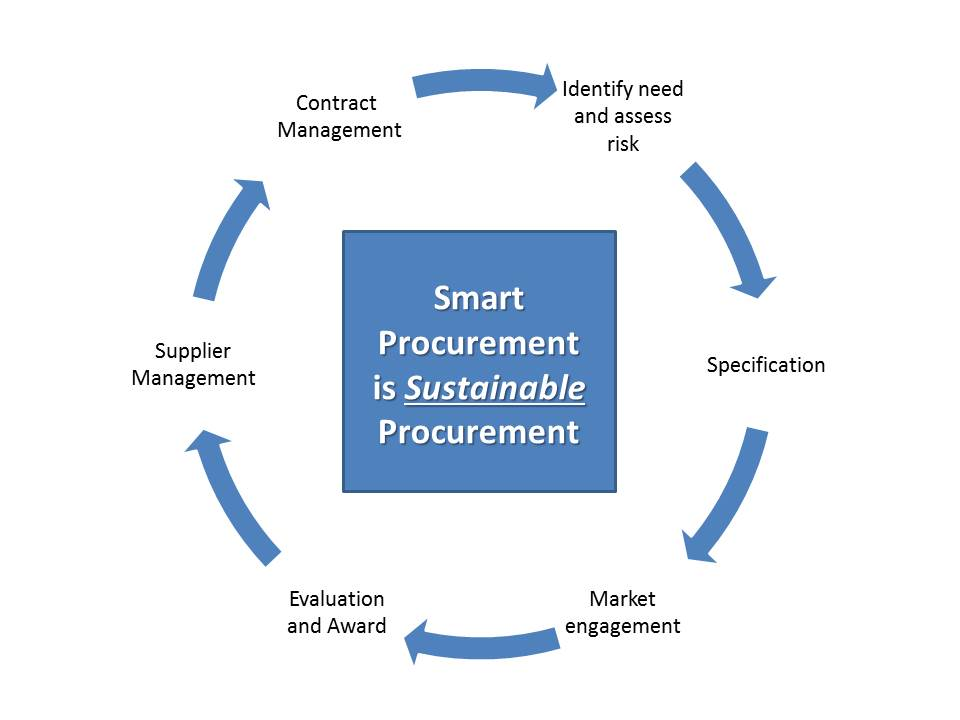 Contract
Management
Identify need
and assess
risk
Smart
Procurement
is Sustainable
Procurement
Supplier
Management
Specification
Evaluation
and Award
Market
engagement